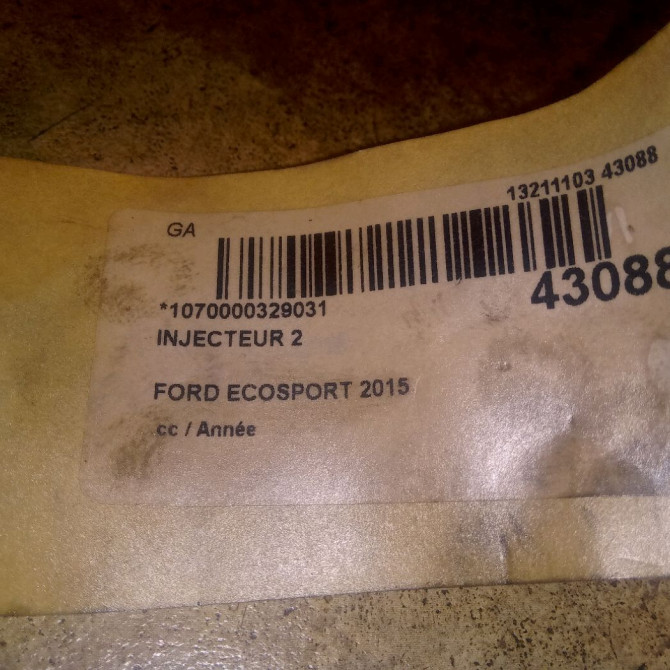 13211103 43088
GA
43088
*1070000329031
INJECTEUR 2
FORD ECOSPORT 2015
cc / Année